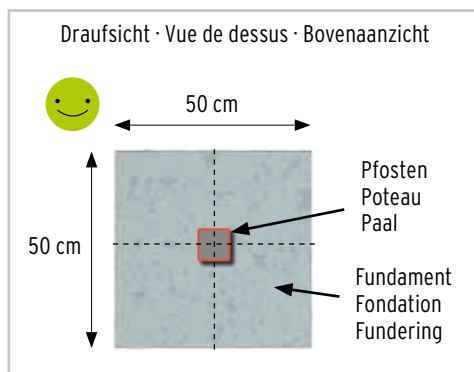 Draufsicht · Vue de dessus · Bovenaanzicht
50 cm
50 cm
Pfosten
Poteau
Paal
Fundament
Fondation
Fundering